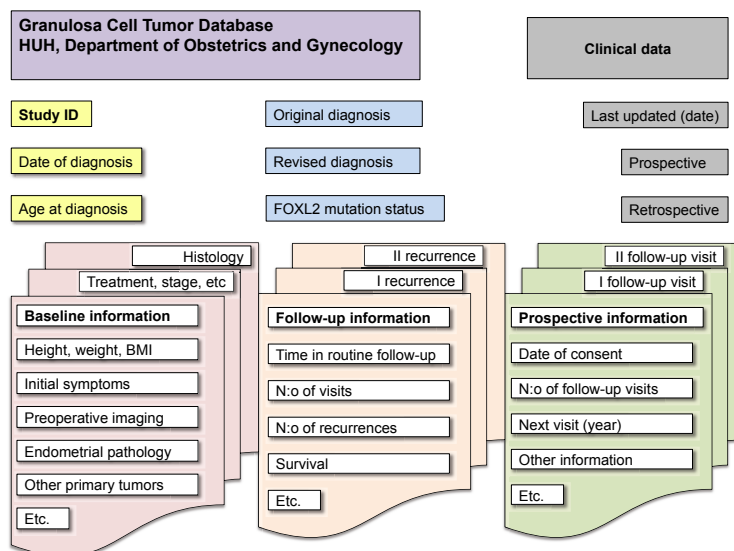 Granulosa Cell Tumor Database
HUH, Department of Obstetrics and Gynecology
Clinical data
Study ID
Original diagnosis
Last updated (date)
Date of diagnosis
Revised diagnosis
Prospective
Age at diagnosis
FOXL2 mutation status
Retrospective
Histology
Treatment, stage, etc
Baseline information
Height, weight, BMI
Initial symptoms
Preoperative imaging
Endometrial pathology
Other primary tumors
Etc.
II recurrence
I recurrence
Follow-up information
Time in routine follow-up
N:o of visits
N:o of recurrences
Survival
Etc.
II follow-up visit
I follow-up visit
Prospective information
Date of consent
N:o of follow-up visits
Next visit (year)
Other information
Etc.